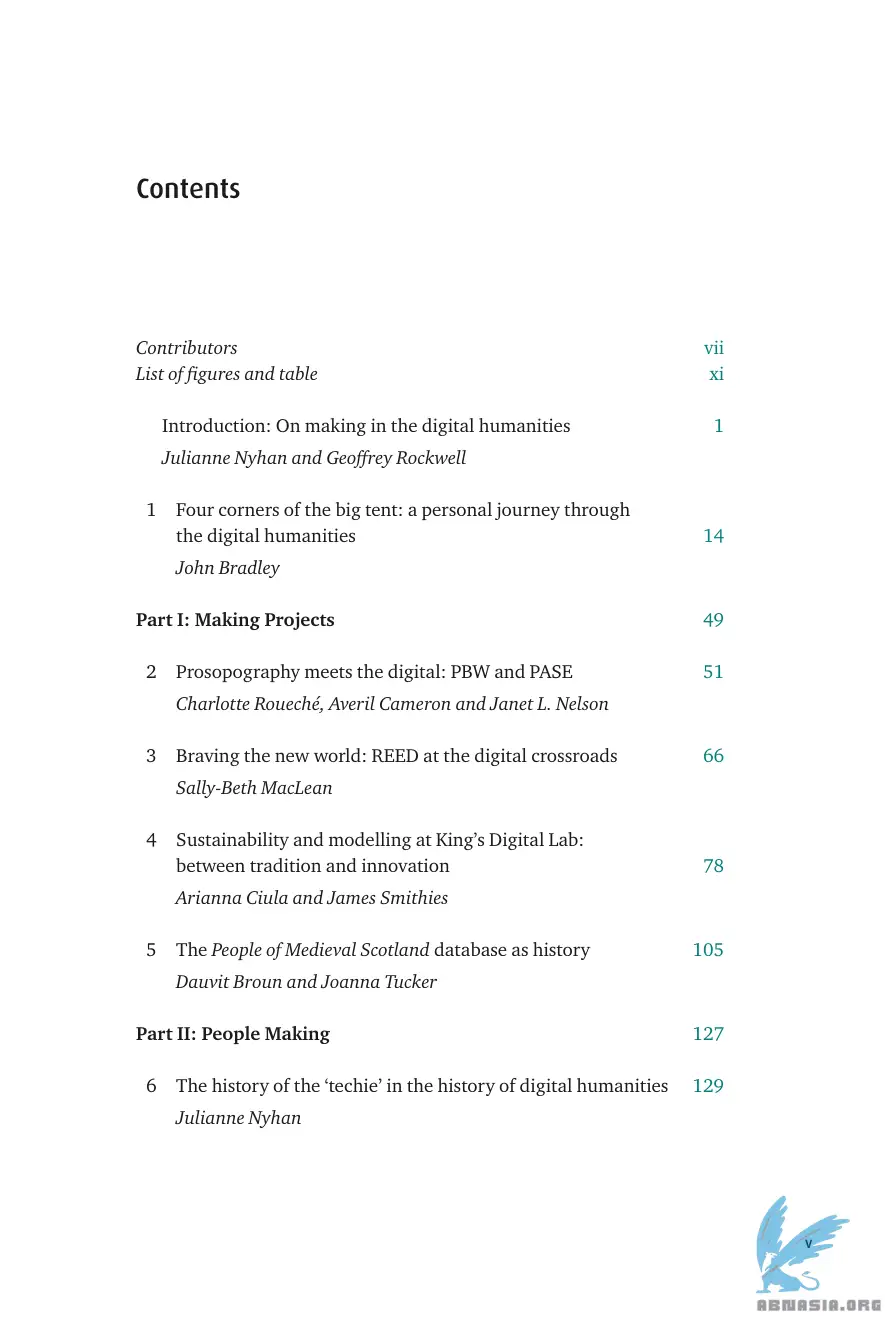 Contents
Contributors vii
List of figures and table xi
Introduction: On making in the digital humanities 1
Julianne Nyhan and Geoffrey Rockwell
1 Four corners of the big tent: a personal journey through
the digital humanities 14
John Bradley
Part I: Making Projects 49
2 Prosopography meets the digital: PBW and PASE 51
Charlotte Roueché, Averil Cameron and Janet L. Nelson
3 Braving the new world: REED at the digital crossroads 66
Sally-Beth MacLean
4 Sustainability and modelling at King’s Digital Lab:
between tradition and innovation 78
Arianna Ciula and James Smithies
5 The People of Medieval Scotland database as history 105
Dauvit Broun and Joanna Tucker
Part II: People Making 127
6 The history of the ‘techie’ in the history of digital humanities 129
Julianne Nyhan
v
ABNASIA.ORG